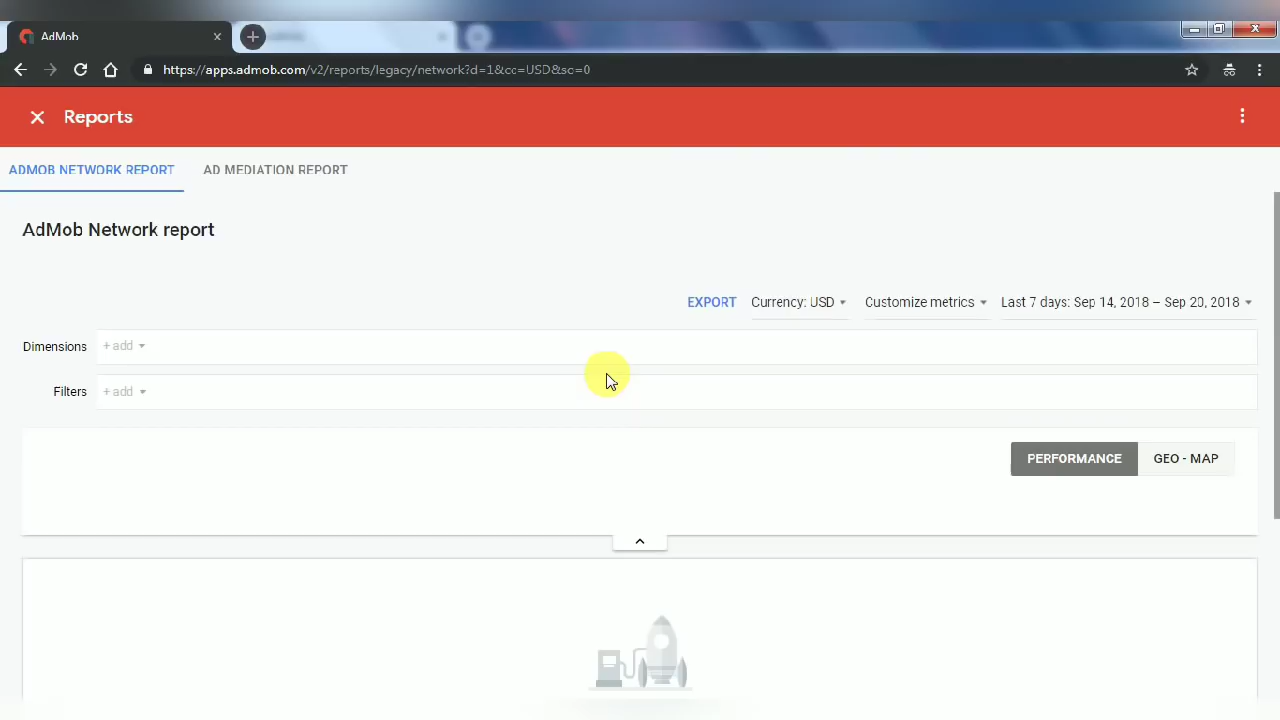 AdMob
https://apps.admob.com/v2/reports/legacy/network?d=1&cc=USD&so=0
Reports
ADMOB NETWORK REPORT AD MEDIATION REPORT
AdMob Network report
EXPORT Currency: USD Customize metrics Last 7 days: Sep 14, 2018 – Sep 20, 2018
Dimensions + add
Filters + add
PERFORMANCE GEO - MAP